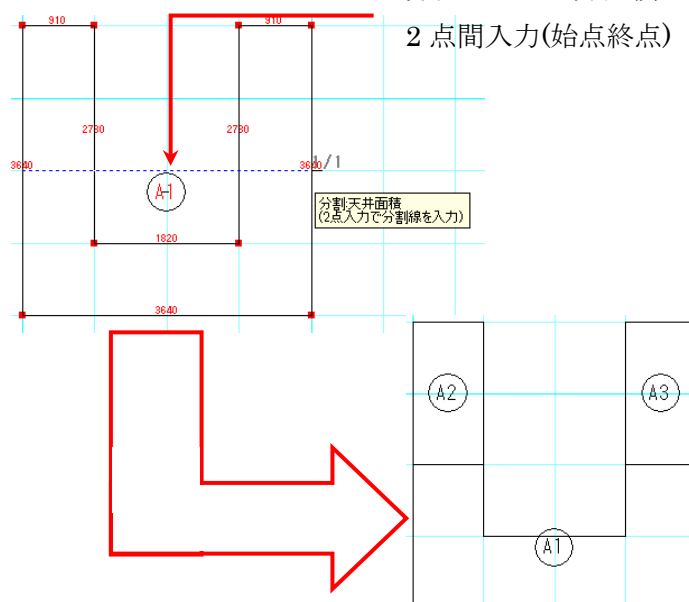 2 点間入力(始点終点)
910
910
2730
2730
3640
3640
1/1
A-1
分割:天井面積
(2点入力で分割線を入力)
1820
3640
A2
A3
A1